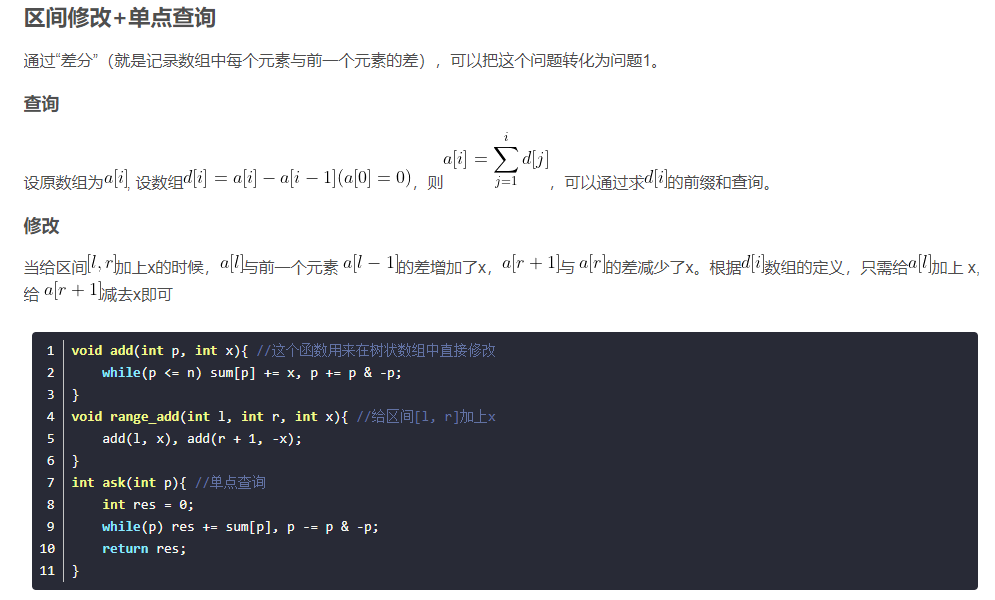 区间修改+单点查询
通过“差分”（就是记录数组中每个元素与前一个元素的差），可以把这个问题转化为问题1。
查询
设原数组为a[i], 设数组d[i] = a[i] − a[i − 1](a[0] = 0)，则 a[i] = ∑_{j=1}^{i} d[j]，可以通过求d[i]的前缀和查询。
修改
当给区间[l, r]加上x的时候，a[l]与前一个元素 a[l − 1]的差增加了x，a[r + 1]与 a[r]的差减少了x。根据d[i]数组的定义，只需给a[l]加上 x,
给 a[r + 1]减去x即可
1 void add(int p, int x){ //这个函数用来在树状数组中直接修改
2     while(p <= n) sum[p] += x, p += p & -p;
3 }
4 void range_add(int l, int r, int x){ //给区间[l, r]加上x
5     add(l, x), add(r + 1, -x);
6 }
7 int ask(int p){ //单点查询
8     int res = 0;
9     while(p) res += sum[p], p -= p & -p;
10     return res;
11 }